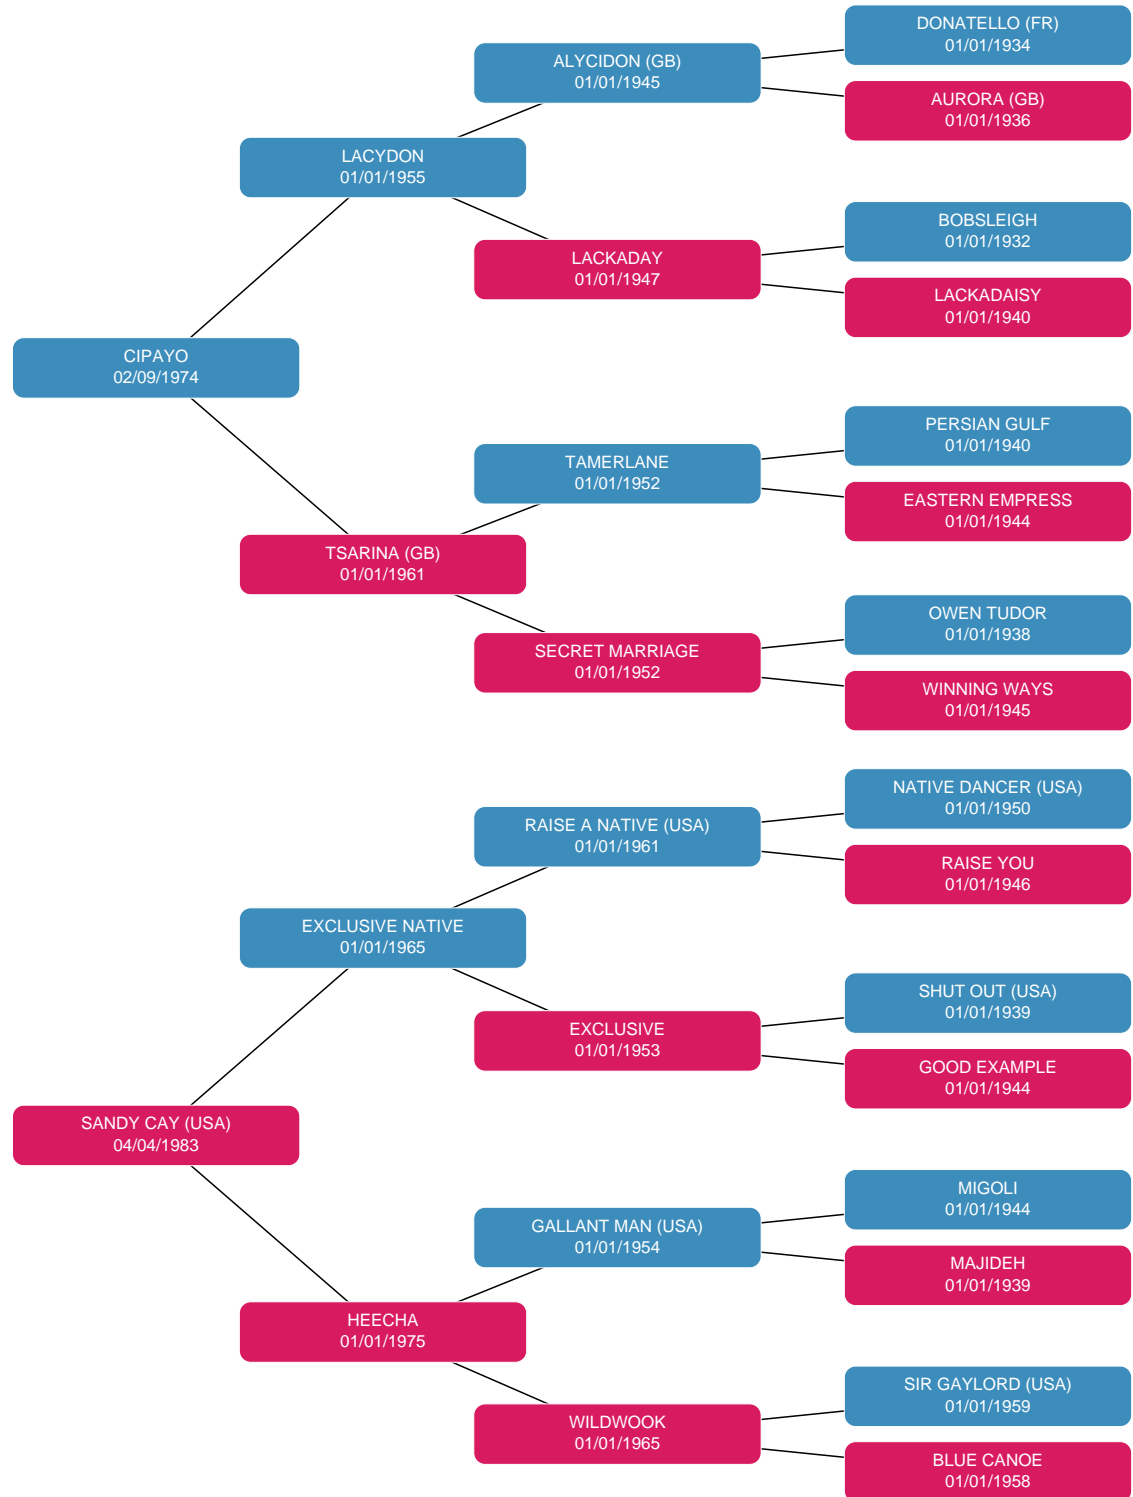 DONATELLO (FR)
01/01/1934
ALYCIDON (GB)
01/01/1945
AURORA (GB)
01/01/1936
LACYDON
01/01/1955
BOBSLEIGH
01/01/1932
LACKADAY
01/01/1947
LACKADAISY
01/01/1940
CIPAYO
02/09/1974
PERSIAN GULF
01/01/1940
TAMERLANE
01/01/1952
EASTERN EMPRESS
01/01/1944
TSARINA (GB)
01/01/1961
OWEN TUDOR
01/01/1938
SECRET MARRIAGE
01/01/1952
WINNING WAYS
01/01/1945
NATIVE DANCER (USA)
01/01/1950
RAISE A NATIVE (USA)
01/01/1961
RAISE YOU
01/01/1946
EXCLUSIVE NATIVE
01/01/1965
SHUT OUT (USA)
01/01/1939
EXCLUSIVE
01/01/1953
GOOD EXAMPLE
01/01/1944
SANDY CAY (USA)
04/04/1983
MIGOLI
01/01/1944
GALLANT MAN (USA)
01/01/1954
MAJIDEH
01/01/1939
HEECHA
01/01/1975
SIR GAYLORD (USA)
01/01/1959
WILDWOOK
01/01/1965
BLUE CANOE
01/01/1958